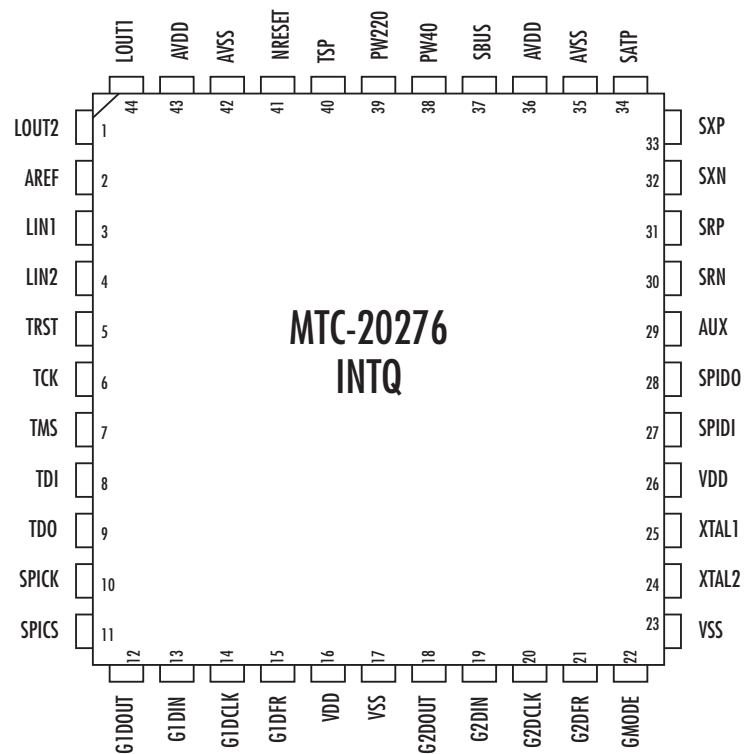 LOUT1 AVDD AVSS NRESET TSP PW220 PW40 SBUS AVDD AVSS SATP
44 43 42 41 40 39 38 37 36 35 34
LOUT2 1 33 SXP
AREF 2 32 SXN
LIN1 3 31 SRP
LIN2 4 30 SRN
MTC-20276
INTQ
TRST 5 29 AUX
TCK 6 28 SPIDO
TMS 7 27 SPIDI
TDI 8 26 VDD
TDO 9 25 XTAL1
SPICK 10 24 XTAL2
SPICS 11 23 VSS
12 13 14 15 16 17 18 19 20 21 22
G1DOUT G1DIN G1DCLK G1DFR VDD VSS G2DOUT G2DIN G2DCLK G2DFR GMODE